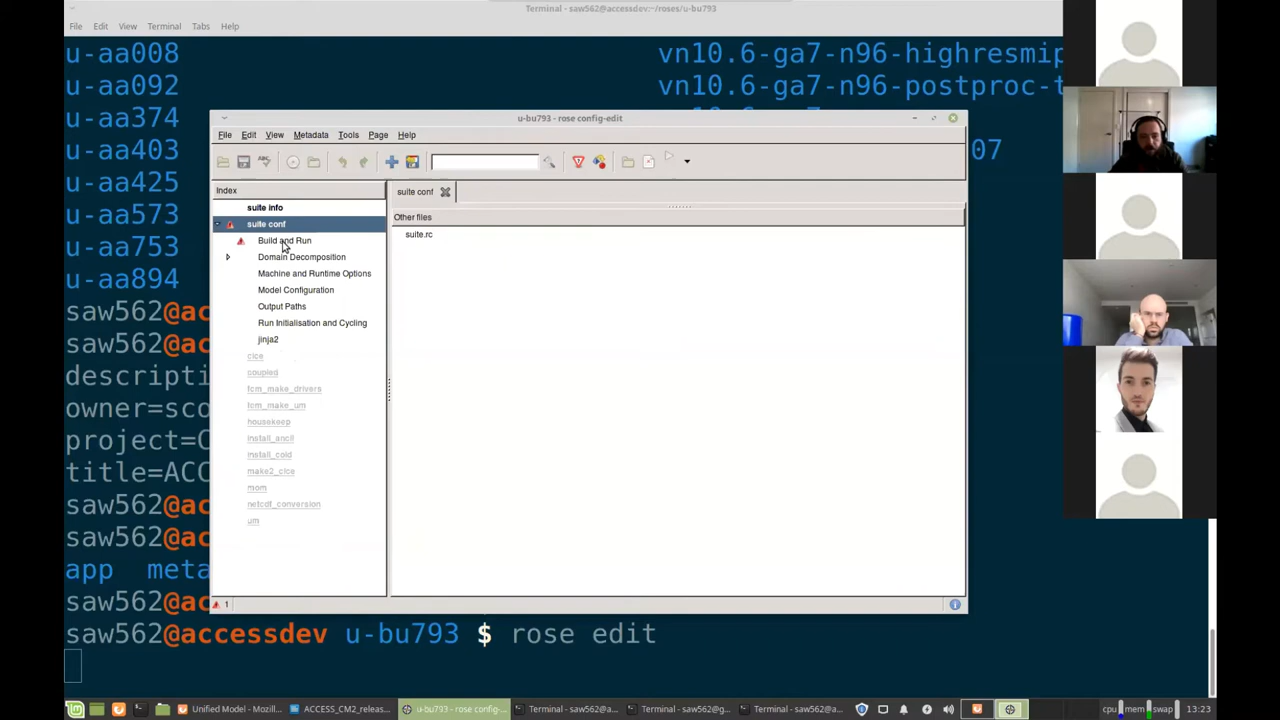 Terminal - saw562@accessdev:~/roses/u-bu793
File Edit View Terminal Tabs Help
u-aa008 vn10.6-ga7-n96-highresmip
u-aa092 vn10.6-ga7-n96-postproc-t
u-aa374
u-aa403 07
u-aa425
u-aa573
u-aa753
u-aa894
saw562@acc
saw562@acc
descripti
owner=sco
project=C
title=ACC
saw562@ac
saw562@ac
app meta
saw562@ac
saw562@accessdev u-bu793 $ rose edit
u-bu793 - rose config-edit
File Edit View Metadata Tools Page Help
Index
suite info
suite conf
Build and Run
Domain Decomposition
Machine and Runtime Options
Model Configuration
Output Paths
Run Initialisation and Cycling
jinja2
cice
coupled
fcm_make_drivers
fcm_make_um
housekeep
install_ancil
install_cold
make2_cice
mom
netcdf_conversion
um
suite conf
Other files
suite.rc
1
Unified Model - Mozill... ACCESS_CM2_releas... u-bu793 - rose config-... Terminal - saw562@a... Terminal - saw562@g... Terminal - saw562@a... cpu mem swap 13:23